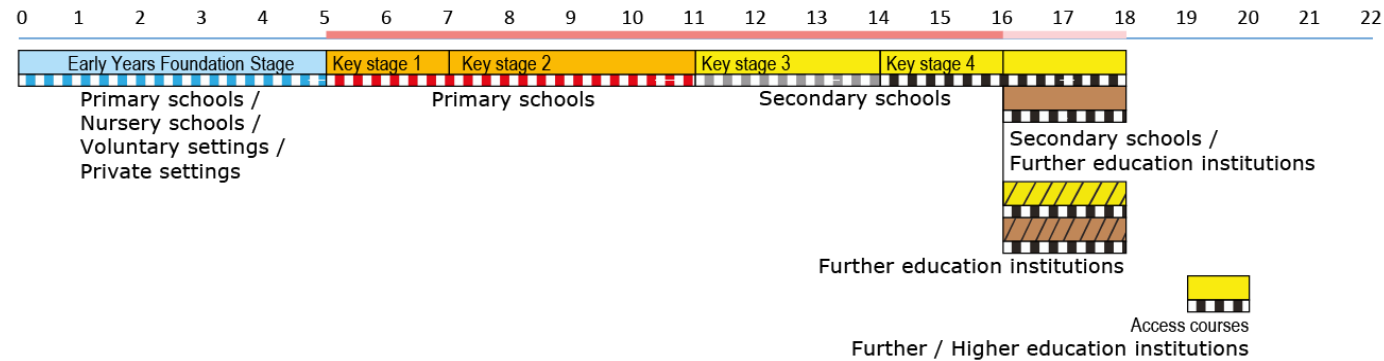 0 1 2 3 4 5 6 7 8 9 10 11 12 13 14 15 16 17 18 19 20 21 22
Early Years Foundation Stage Key stage 1 Key stage 2 Key stage 3 Key stage 4
Primary schools /
Nursery schools /
Voluntary settings /
Private settings
Primary schools
Secondary schools
Secondary schools /
Further education institutions
Further education institutions
Access courses
Further / Higher education institutions